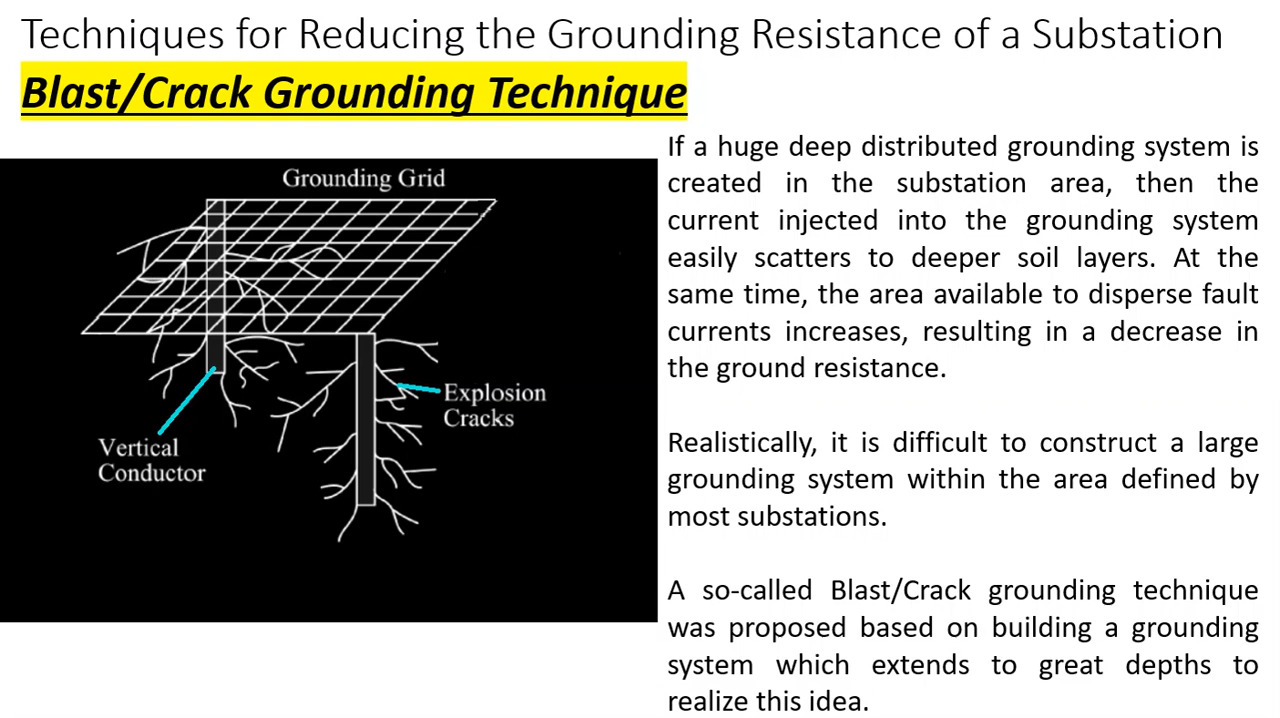 Techniques for Reducing the Grounding Resistance of a Substation
Blast/Crack Grounding Technique
Grounding Grid
Explosion
Cracks
Vertical
Conductor
If a huge deep distributed grounding system is
created in the substation area, then the
current injected into the grounding system
easily scatters to deeper soil layers. At the
same time, the area available to disperse fault
currents increases, resulting in a decrease in
the ground resistance.
Realistically, it is difficult to construct a large
grounding system within the area defined by
most substations.
A so-called Blast/Crack grounding technique
was proposed based on building a grounding
system which extends to great depths to
realize this idea.